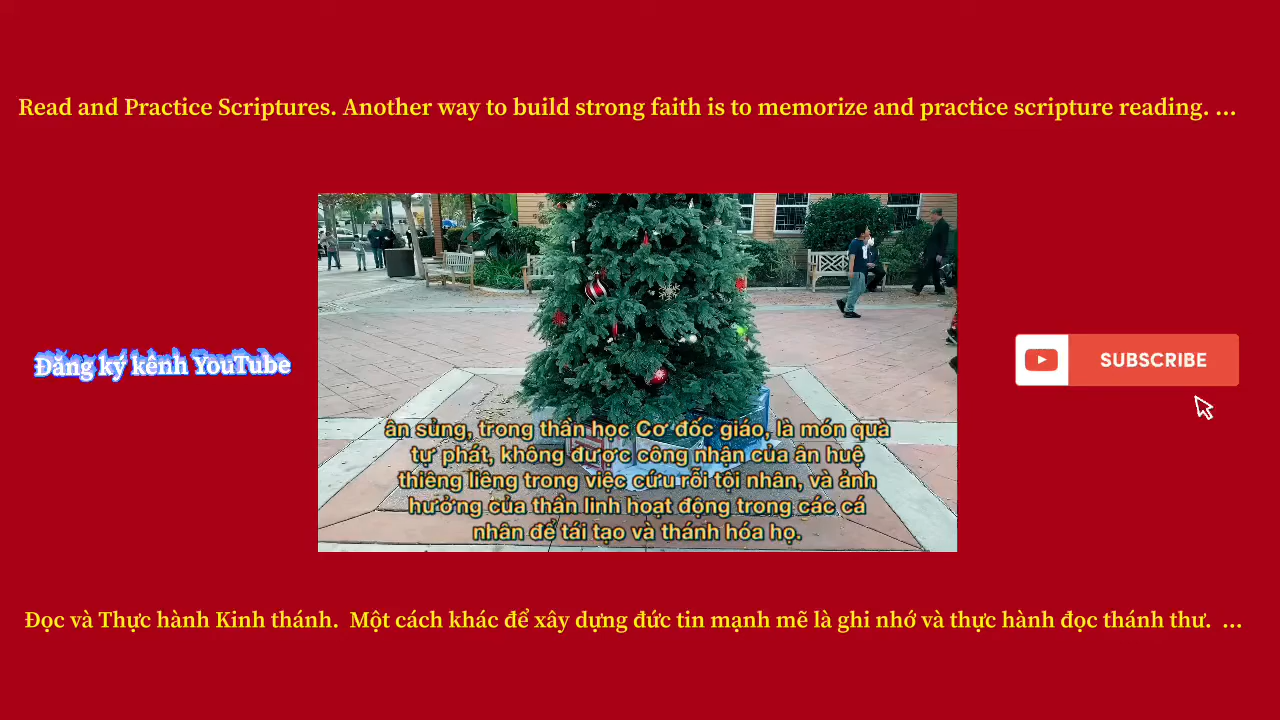 Read and Practice Scriptures. Another way to build strong faith is to memorize and practice scripture reading. ...
Đăng ký kênh YouTube
SUBSCRIBE
ân sủng, trong thần học Cơ đốc giáo, là món quà
tự phát, không được công nhận của ân huệ
thiêng liêng trong việc cứu rỗi tội nhân, và ảnh
hưởng của thần linh hoạt động trong các cá
nhân để tái tạo và thánh hóa họ.
Đọc và Thực hành Kinh thánh.  Một cách khác để xây dựng đức tin mạnh mẽ là ghi nhớ và thực hành đọc thánh thư.  ...